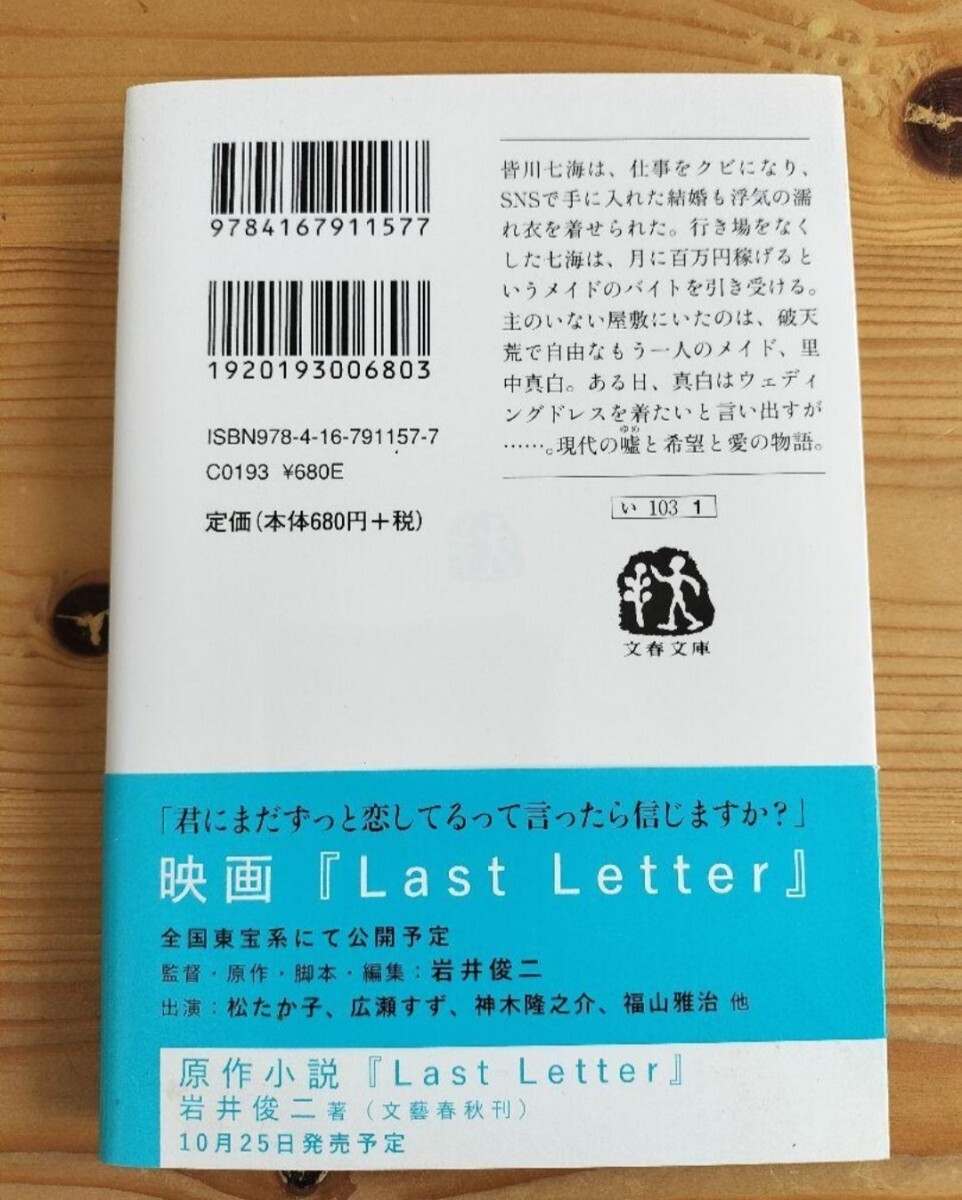 9784167911577
1920193006803
ISBN978-4-16-791157-7
C0193 ¥680E
定価(本体680円+税)
皆川七海は、仕事をクビになり、
SNSで手に入れた結婚も浮気の濡
れ衣を着せられた。行き場をなく
した七海は、月に百万円稼げると
いうメイドのバイトを引き受ける。
主のいない屋敷にいたのは、破天
荒で自由なもう一人のメイド、里
中真白。ある日、真白はウェディ
ングドレスを着たいと言い出すが
ゆめ
……。現代の嘘と希望と愛の物語。
い 103 1
文春文庫
「君にまだずっと恋してるって言ったら信じますか?」
映画『Last Letter』
全国東宝系にて公開予定
監督・原作・脚本・編集:岩井俊二
出演:松たか子、広瀬すず、神木隆之介、福山雅治 他
原作小説『Last Letter』
岩井俊二著(文藝春秋刊)
10月25日発売予定